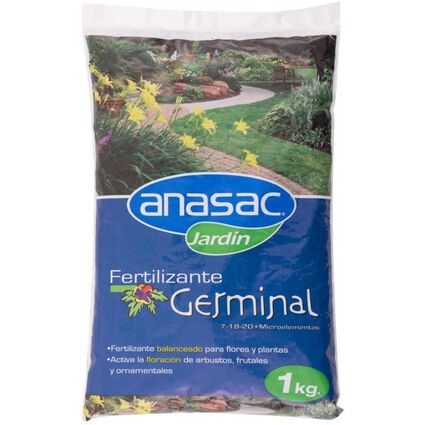 anasac®
Jardín
Fertilizante
Germinal
7-18-20+Microelementos
•Fertilizante balanceado para flores y plantas
•Activa la floración de arbustos, frutales
y ornamentales
1kg.